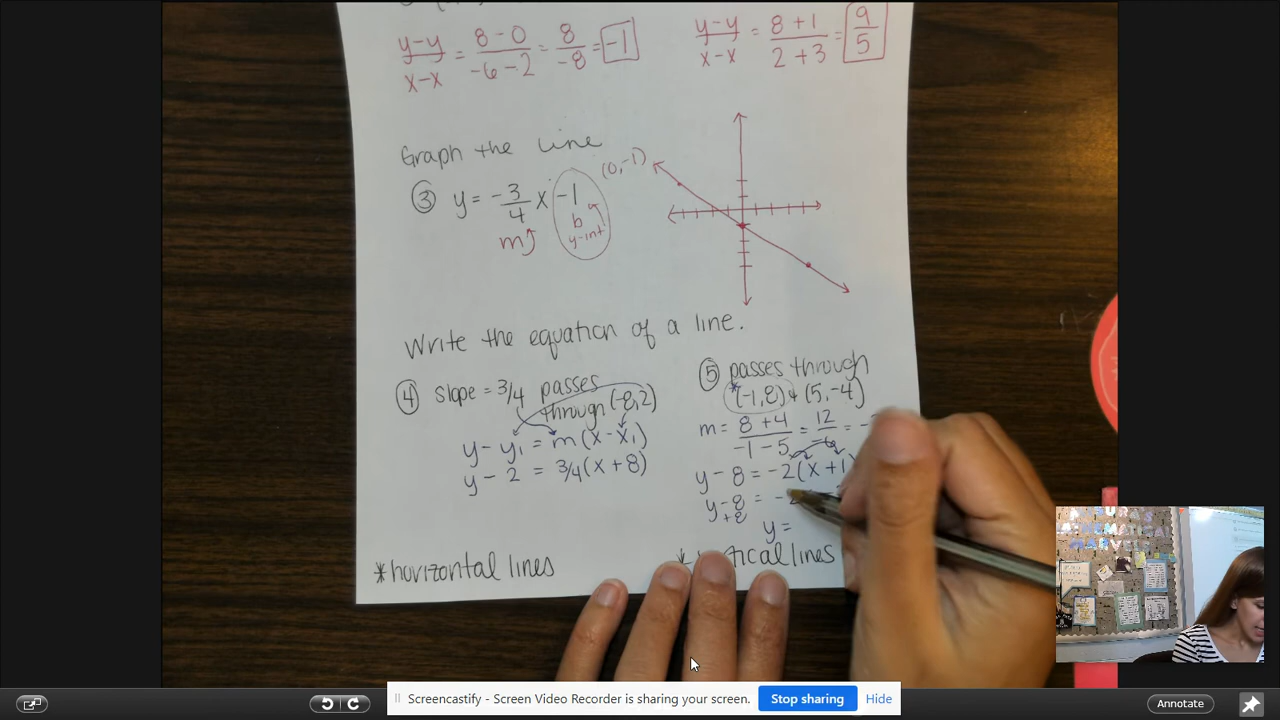 y-y/x-x = 8-0/-6-2 = 8/-8 = -1
y-y/x-x = 8+1/2+3 = 9/5
Graph the line
③ y = -3/4 x -1
m
b
y-int
(0,-1)
Write the equation of a line.
④ slope = 3/4 passes
through (-8,2)
y - y₁ = m(x - x₁)
y - 2 = 3/4(x + 8)
⑤ passes through
*(-1,8) & (5,-4)
m = 8+4/-1-5 = 12/-6 = -
y - 8 = -2(x + 1)
y - 8 = -2
+8
y =
*horizontal lines
lines
Screencastify - Screen Video Recorder is sharing your screen.
Stop sharing
Hide
Annotate